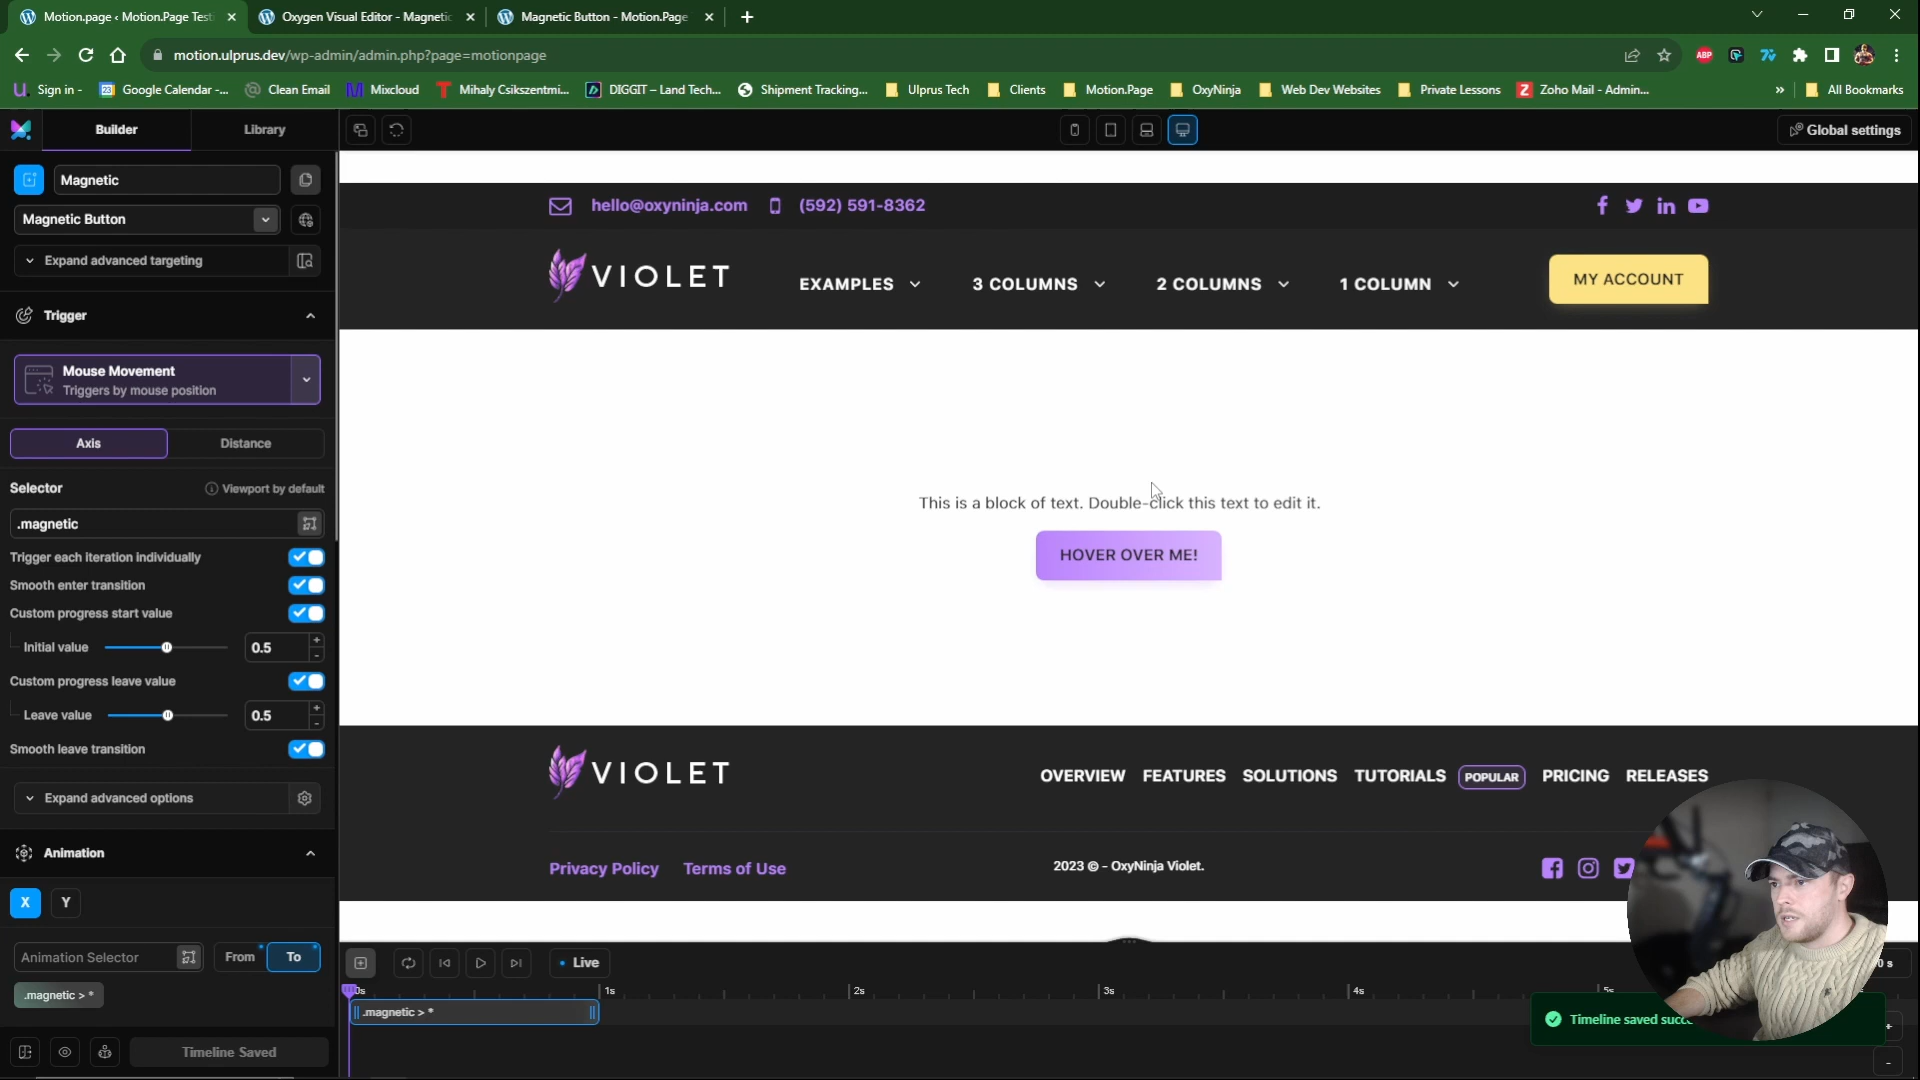 Motion.page ‹ Motion.Page Testi
Oxygen Visual Editor - Magnetic
Magnetic Button - Motion.Page
motion.ulprus.dev/wp-admin/admin.php?page=motionpage
ABP
Sign in -
Google Calendar -...
Clean Email
Mixcloud
Mihaly Csikszentmi...
DIGGIT – Land Tech...
Shipment Tracking...
Ulprus Tech
Clients
Motion.Page
OxyNinja
Web Dev Websites
Private Lessons
Zoho Mail - Admin...
»
All Bookmarks
Builder
Library
Global settings
Magnetic
Magnetic Button
Expand advanced targeting
Trigger
Mouse Movement
Triggers by mouse position
Axis
Distance
Selector
Viewport by default
.magnetic
Trigger each iteration individually
Smooth enter transition
Custom progress start value
Initial value
0.5
Custom progress leave value
Leave value
0.5
Smooth leave transition
Expand advanced options
Animation
X
Y
Animation Selector
From
To
.magnetic > *
Timeline Saved
hello@oxyninja.com
(592) 591-8362
VIOLET
EXAMPLES
3 COLUMNS
2 COLUMNS
1 COLUMN
MY ACCOUNT
This is a block of text. Double-click this text to edit it.
HOVER OVER ME!
VIOLET
OVERVIEW
FEATURES
SOLUTIONS
TUTORIALS
POPULAR
PRICING
RELEASES
Privacy Policy
Terms of Use
2023 © - OxyNinja Violet.
Live
0s
1s
2s
3s
4s
5s
.magnetic > *
Timeline saved succ